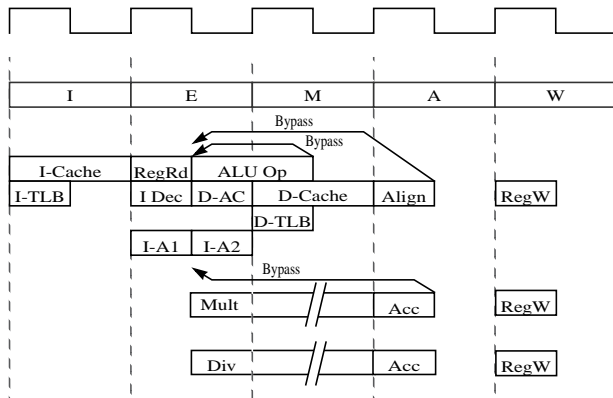 I E M A W
Bypass
Bypass
I-Cache RegRd ALU Op
I-TLB I Dec D-AC D-Cache Align RegW
D-TLB
I-A1 I-A2
Bypass
Mult Acc RegW
Div Acc RegW